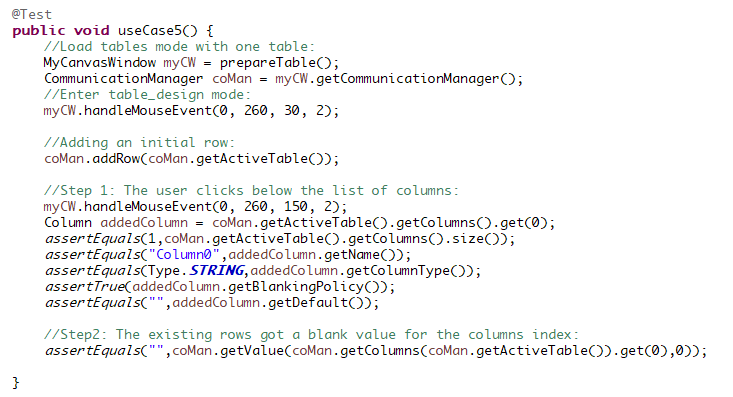 @Test
public void useCase5() {
    //Load tables mode with one table:
    MyCanvasWindow myCW = prepareTable();
    CommunicationManager coMan = myCW.getCommunicationManager();
    //Enter table_design mode:
    myCW.handleMouseEvent(0, 260, 30, 2);

    //Adding an initial row:
    coMan.addRow(coMan.getActiveTable());

    //Step 1: The user clicks below the list of columns:
    myCW.handleMouseEvent(0, 260, 150, 2);
    Column addedColumn = coMan.getActiveTable().getColumns().get(0);
    assertEquals(1,coMan.getActiveTable().getColumns().size());
    assertEquals("Column0",addedColumn.getName());
    assertEquals(Type.STRING,addedColumn.getColumnType());
    assertTrue(addedColumn.getBlankingPolicy());
    assertEquals("",addedColumn.getDefault());

    //Step2: The existing rows got a blank value for the columns index:
    assertEquals("",coMan.getValue(coMan.getColumns(coMan.getActiveTable()).get(0),0));

}